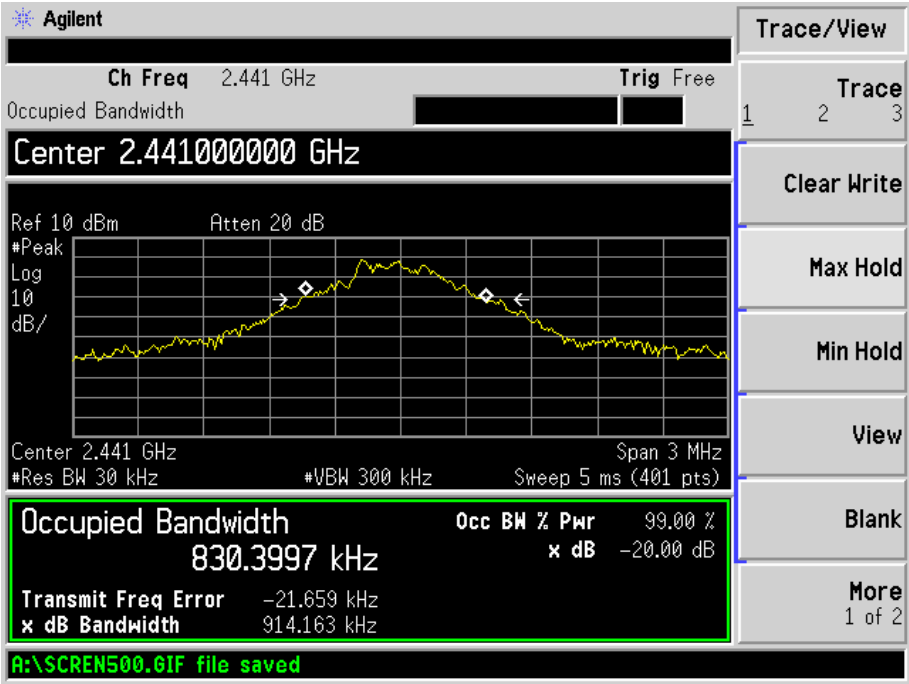 Agilent
Ch Freq 2.441 GHz Trig Free
Occupied Bandwidth
Center 2.441000000 GHz
Ref 10 dBm Atten 20 dB
#Peak
Log
10
dB/
Center 2.441 GHz Span 3 MHz
#Res BW 30 kHz #VBW 300 kHz Sweep 5 ms (401 pts)
Occupied Bandwidth Occ BW % Pwr 99.00 %
830.3997 kHz x dB -20.00 dB
Transmit Freq Error -21.659 kHz
x dB Bandwidth 914.163 kHz
A:\SCREN500.GIF file saved
Trace/View
Trace
1 2 3
Clear Write
Max Hold
Min Hold
View
Blank
More
1 of 2